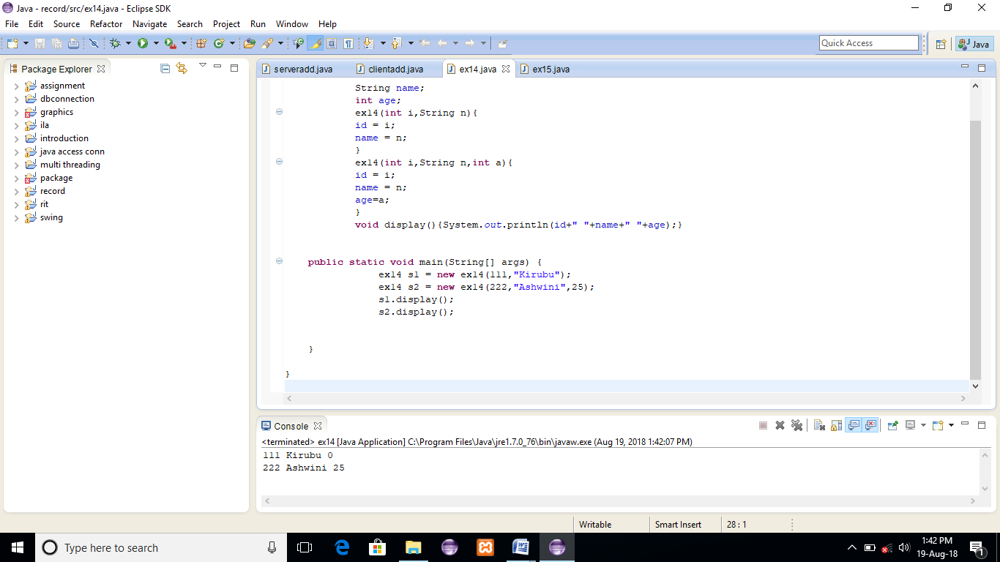 Java - record/src/ex14.java - Eclipse SDK
File Edit Source Refactor Navigate Search Project Run Window Help
Quick Access
Java
Package Explorer
assignment
dbconnection
graphics
ila
introduction
java access conn
multi threading
package
record
rit
swing
serveradd.java clientadd.java ex14.java ex15.java
String name;
int age;
ex14(int i,String n){
id = i;
name = n;
}
ex14(int i,String n,int a){
id = i;
name = n;
age=a;
}
void display(){System.out.println(id+" "+name+" "+age);}
public static void main(String[] args) {
ex14 s1 = new ex14(111,"Kirubu");
ex14 s2 = new ex14(222,"Ashwini",25);
s1.display();
s2.display();
}
}
Console
<terminated> ex14 [Java Application] C:\Program Files\Java\jre1.7.0_76\bin\javaw.exe (Aug 19, 2018 1:42:07 PM)
111 Kirubu 0
222 Ashwini 25
Writable Smart Insert 28 : 1
Type here to search
1:42 PM
19-Aug-18
1